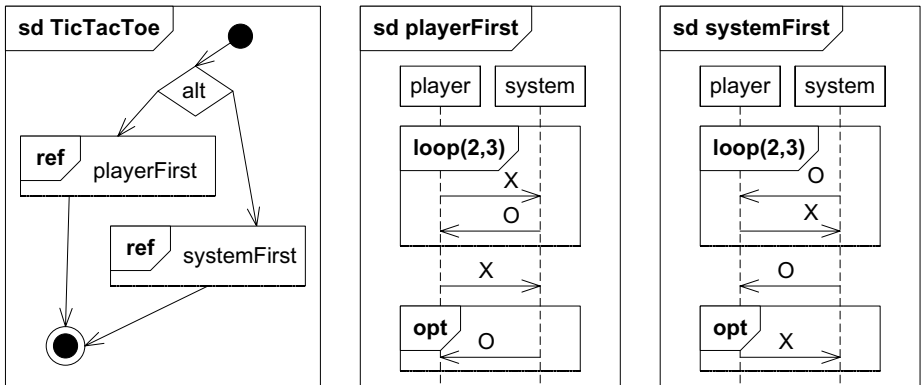 sd TicTacToe
alt
ref
playerFirst
ref
systemFirst
sd playerFirst
player
system
loop(2,3)
X
O
X
opt
O
sd systemFirst
player
system
loop(2,3)
O
X
O
opt
X